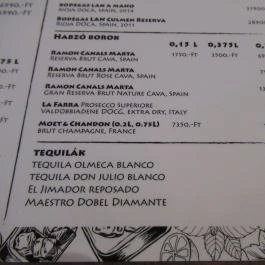 Bodegas Lan A Mano
Rioja DOCa, Spain, 2014
Bodegas LAN Culmen Reserva
Rioja DOCa, Spain, 2011
Habzó borok
0,15 L 0,375L
Ramon Canals Marta
Reserva Brut Cava, Spain
1750.-Ft 3500.-Ft
Ramon Canals Marta
Reserva Brut Rose Cava, Spain
Ramon Canals Marta
Gran Reserva Brut Nature Cava, Spain
La Farra Prosecco Superiore
Valdobbiadene DOCG, extra dry, Italy
Moet & Chandon (0.2L, 0.75L) 7350.-Ft
brut champagne, France
Tequilák
Tequila Olmeca Blanco
Tequila Don Julio Blanco
El Jimador Reposado
Maestro Dobel Diamante